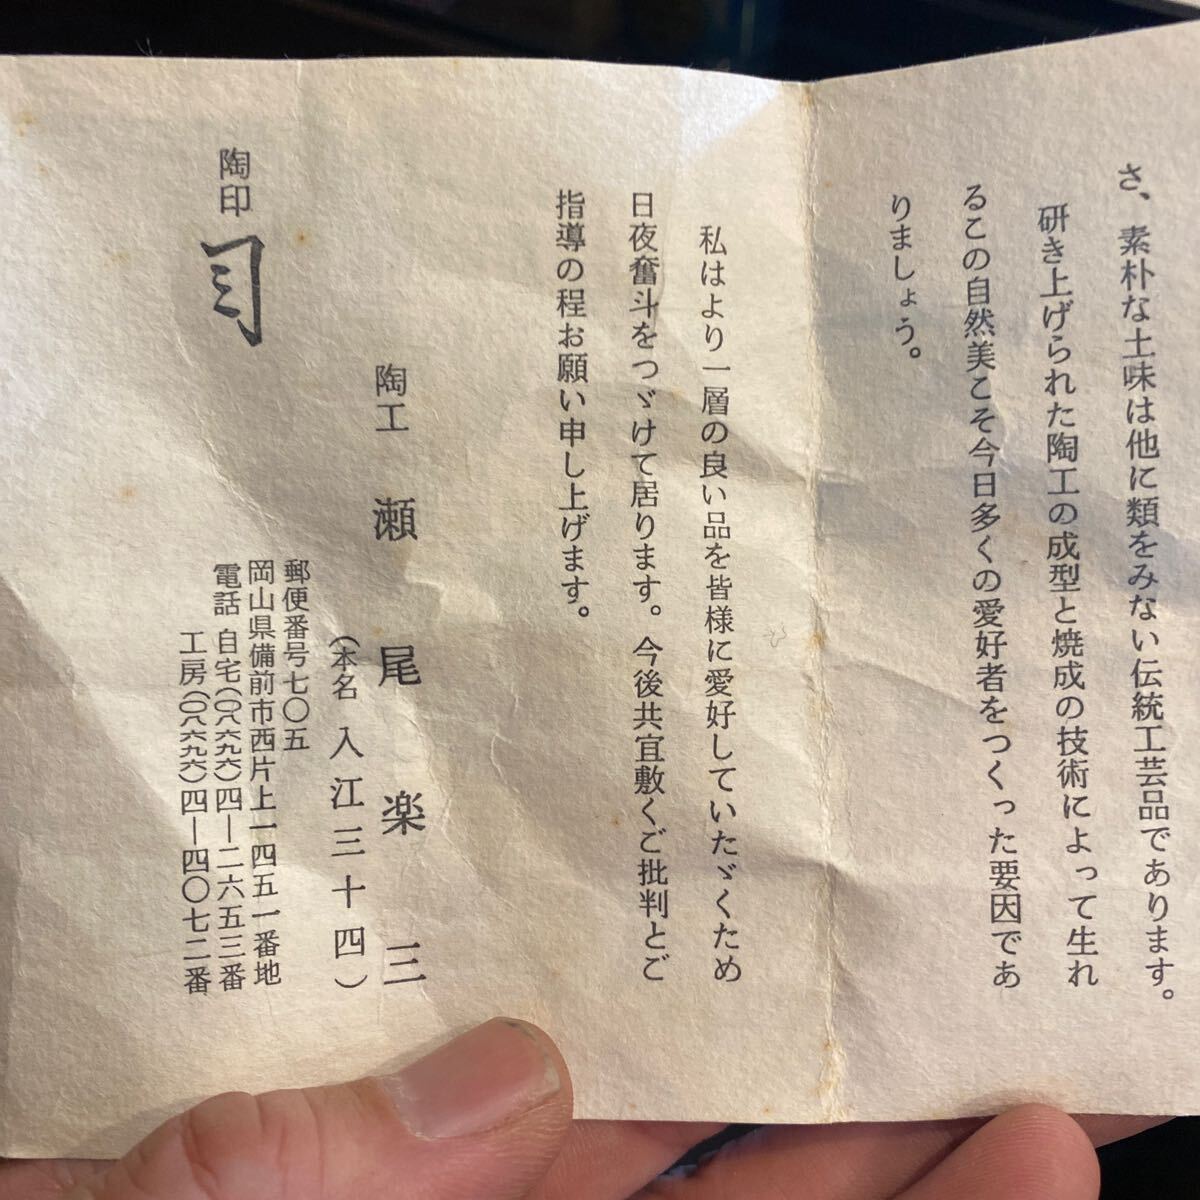 さ、素朴な土味は他に類をみない伝統工芸品であります。
研き上げられた陶工の成型と焼成の技術によって生れ
るこの自然美こそ今日多くの愛好者をつくった要因であ
りましょう。
私はより一層の良い品を皆様に愛好していたゞくため
日夜奮斗をつゞけて居ります。今後共宜敷くご批判とご
指導の程お願い申し上げます。
陶工 瀬尾楽三
(本名 入江三十四)
郵便番号七〇五
岡山県備前市西片上一四五一番地
電話 自宅(〇八六九六)四―二六五三番
工房(〇八六九六)四―四〇七二番
陶印